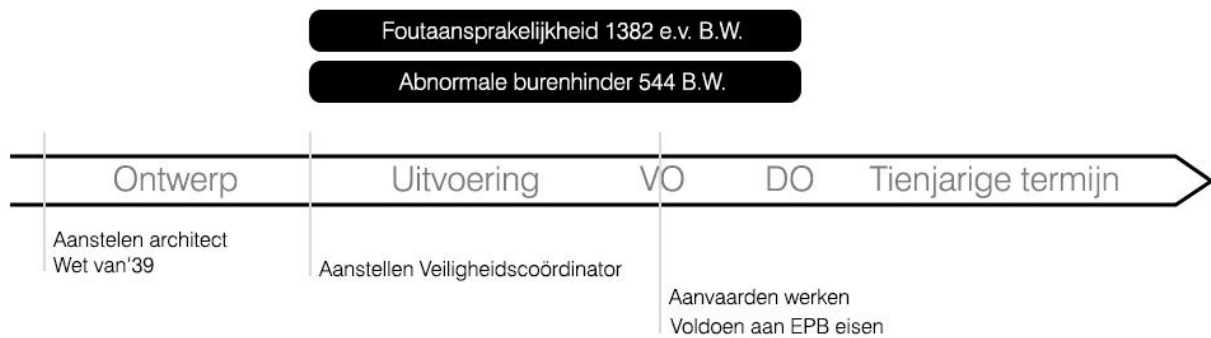 Foutaansprakelijkheid 1382 e.v. B.W.
Abnormale burenhinder 544 B.W.
Ontwerp Uitvoering VO DO Tienjarige termijn
Aanstelen architect
Wet van‘39
Aanstellen Veiligheidscoördinator
Aanvaarden werken
Voldoen aan EPB eisen